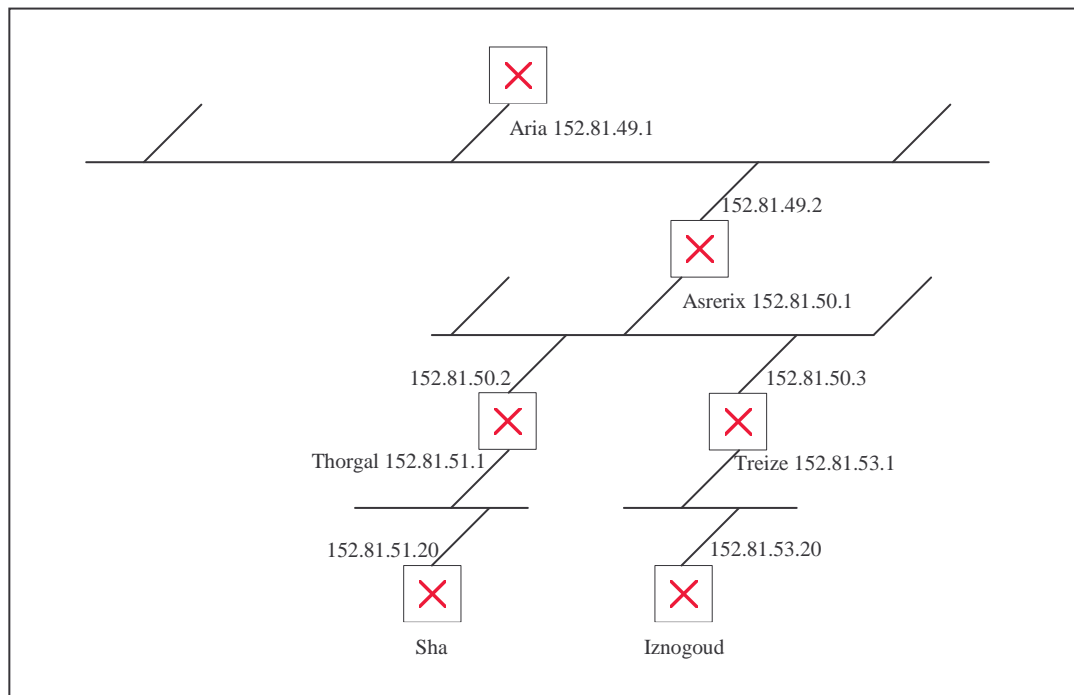 Aria 152.81.49.1
152.81.49.2
Asrerix 152.81.50.1
152.81.50.2
152.81.50.3
Thorgal 152.81.51.1
Treize 152.81.53.1
152.81.51.20
152.81.53.20
Sha
Iznogoud